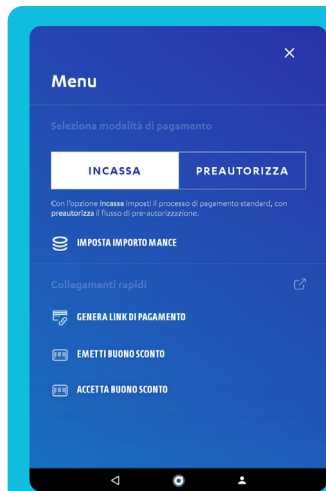 Menu
Seleziona modalità di pagamento
INCASSA
PREAUTORIZZA
Con l'opzione incassa imposti il processo di pagamento standard, con
preautorizza il flusso di pre-autorizzazione.
IMPOSTA IMPORTO MANCE
Collegamenti rapidi
GENERA LINK DI PAGAMENTO
EMETTI BUONO SCONTO
ACCETTA BUONO SCONTO